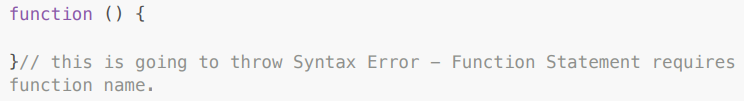 function () {
}// this is going to throw Syntax Error – Function Statement requires
function name.